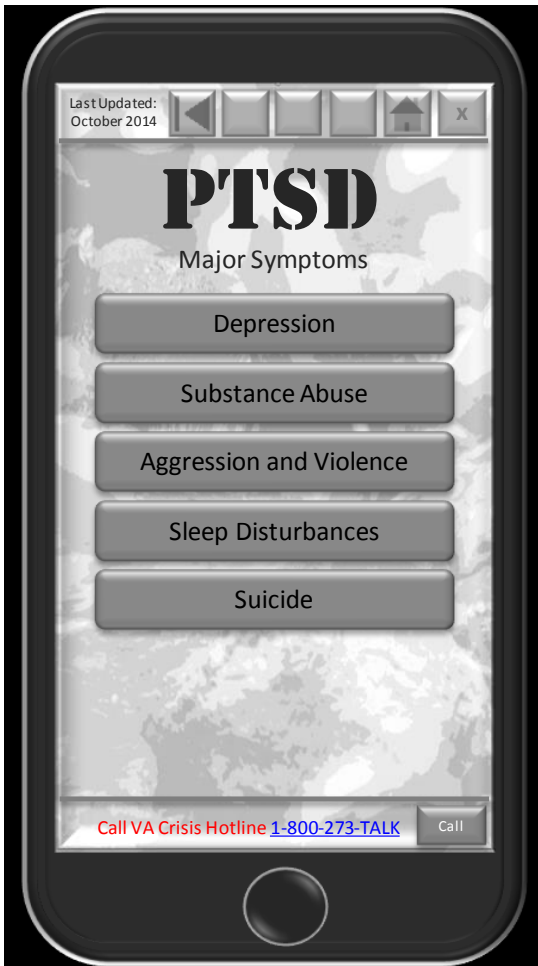 Last Updated:
October 2014
x
PTSD
Major Symptoms
Depression
Substance Abuse
Aggression and Violence
Sleep Disturbances
Suicide
Call VA Crisis Hotline 1-800-273-TALK
Call